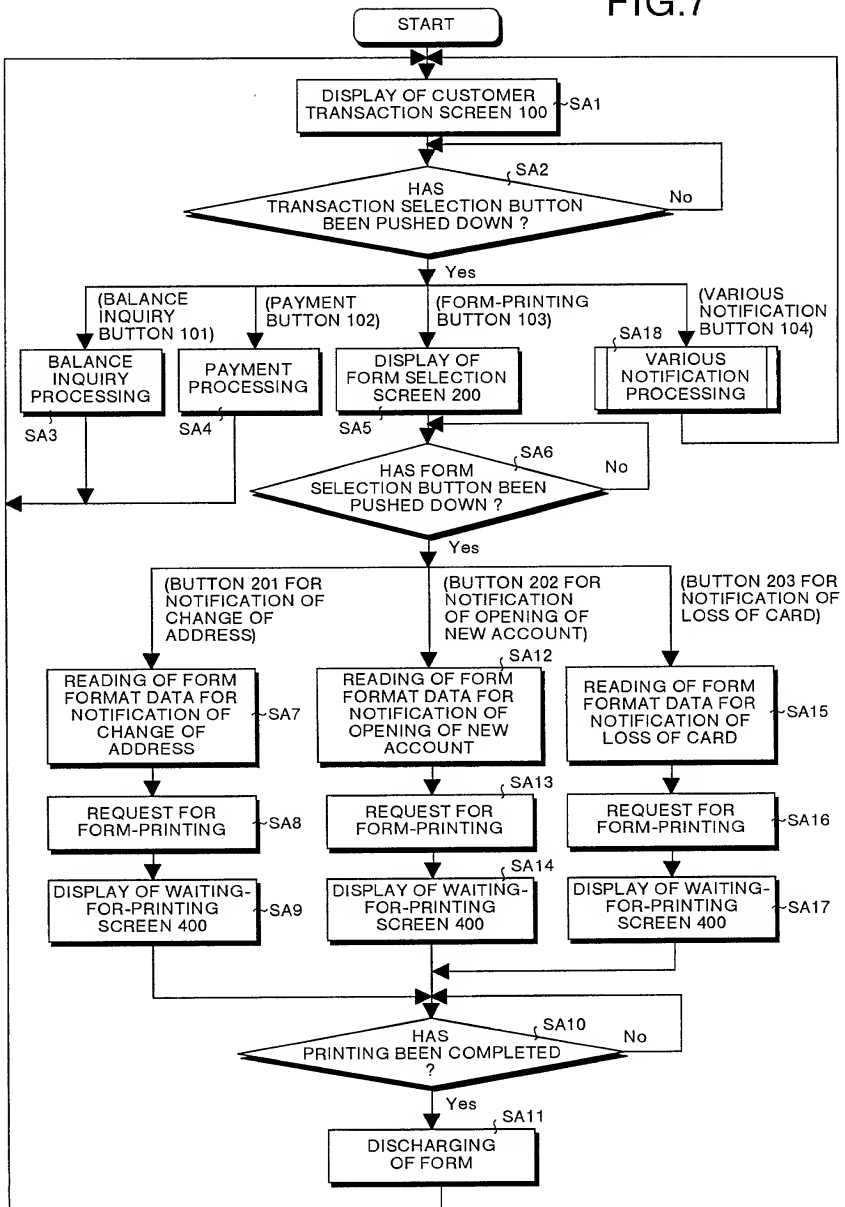 FIG.7
START
DISPLAY OF CUSTOMER
TRANSACTION SCREEN 100
SA1
SA2
HAS
TRANSACTION SELECTION BUTTON
BEEN PUSHED DOWN ?
No
Yes
(BALANCE
INQUIRY
BUTTON 101)
(PAYMENT
BUTTON 102)
(FORM-PRINTING
BUTTON 103)
(VARIOUS
NOTIFICATION
BUTTON 104)
BALANCE
INQUIRY
PROCESSING
SA3
PAYMENT
PROCESSING
SA4
DISPLAY OF
FORM SELECTION
SCREEN 200
SA5
SA18
VARIOUS
NOTIFICATION
PROCESSING
SA6
HAS FORM
SELECTION BUTTON BEEN
PUSHED DOWN ?
No
Yes
(BUTTON 201 FOR
NOTIFICATION OF
CHANGE OF
ADDRESS)
(BUTTON 202 FOR
NOTIFICATION
OF OPENING OF
NEW ACCOUNT)
(BUTTON 203 FOR
NOTIFICATION OF
LOSS OF CARD)
READING OF FORM
FORMAT DATA FOR
NOTIFICATION OF
CHANGE OF
ADDRESS
SA7
SA12
READING OF FORM
FORMAT DATA FOR
NOTIFICATION OF
OPENING OF NEW
ACCOUNT
READING OF FORM
FORMAT DATA FOR
NOTIFICATION OF
LOSS OF CARD
SA15
REQUEST FOR
FORM-PRINTING
SA8
SA13
REQUEST FOR
FORM-PRINTING
REQUEST FOR
FORM-PRINTING
SA16
DISPLAY OF WAITING-
FOR-PRINTING
SCREEN 400
SA9
SA14
DISPLAY OF WAITING-
FOR-PRINTING
SCREEN 400
DISPLAY OF WAITING-
FOR-PRINTING
SCREEN 400
SA17
SA10
HAS
PRINTING BEEN COMPLETED
?
No
Yes
SA11
DISCHARGING
OF FORM